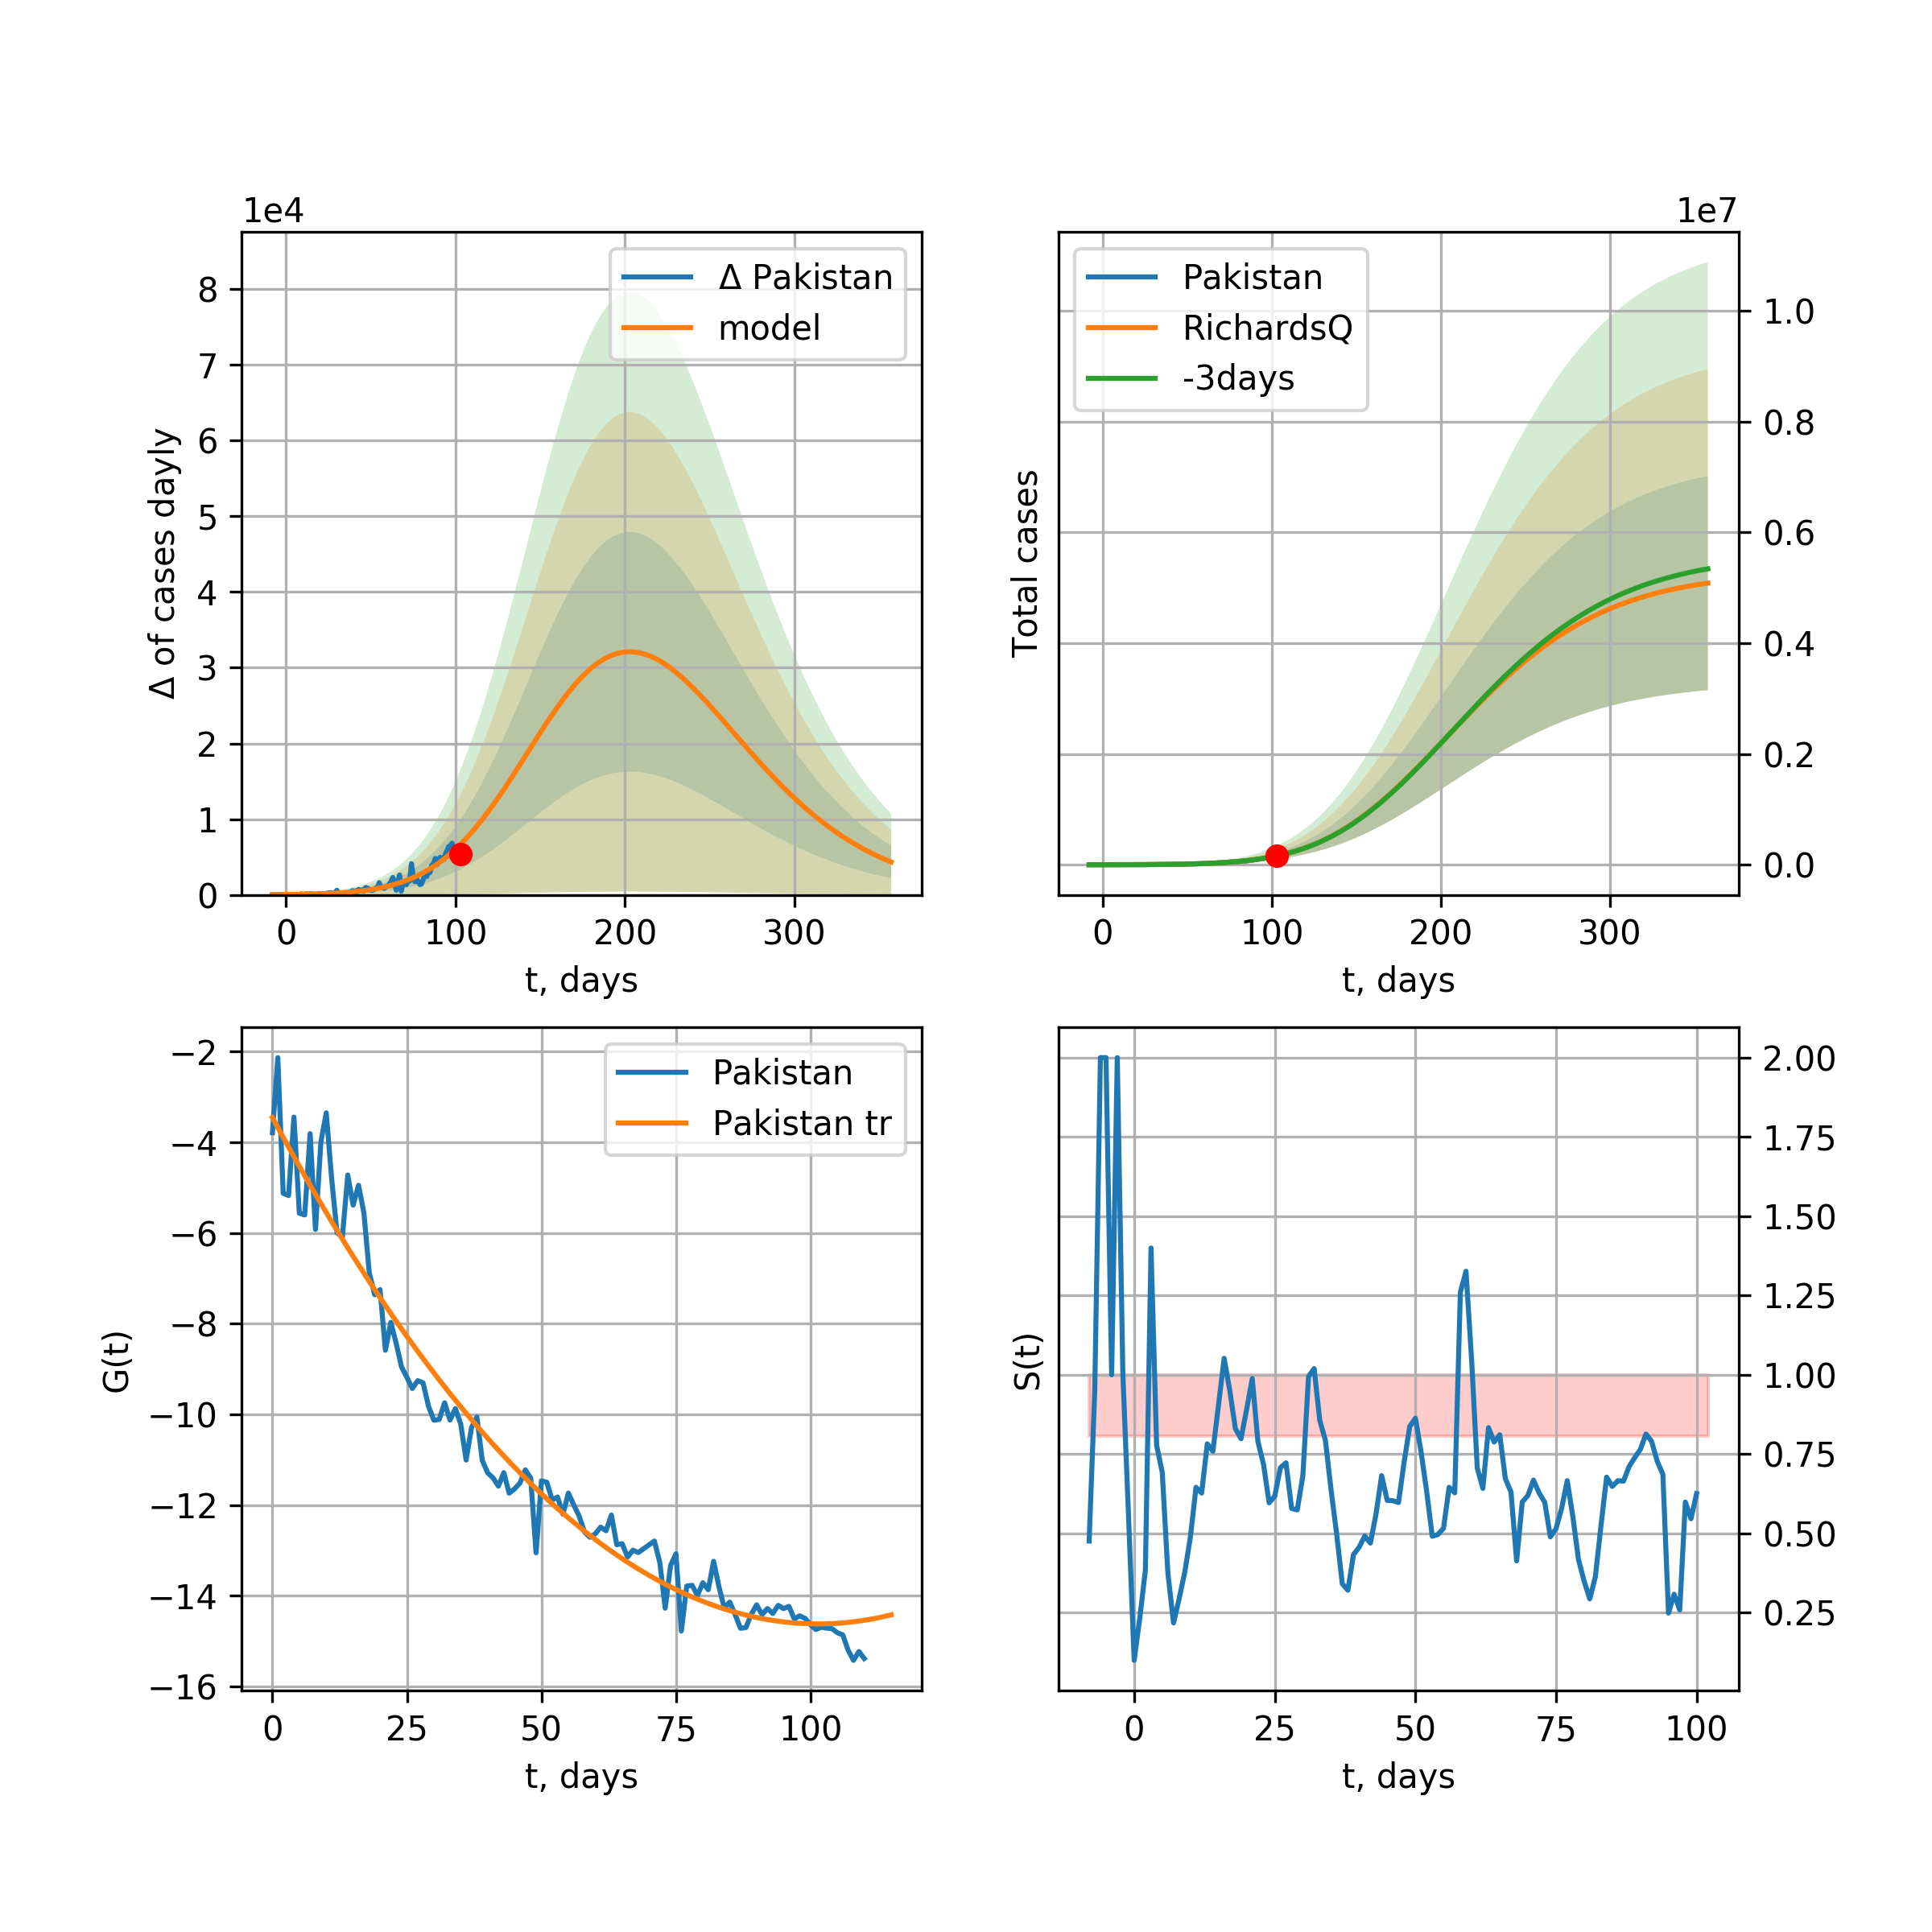 1e4
Δ of cases dayly
8
7
6
5
4
3
2
1
0
0 100 200 300
t, days
Δ Pakistan
model
1e7
Total cases
1.0
0.8
0.6
0.4
0.2
0.0
0 100 200 300
t, days
Pakistan
RichardsQ
-3days
G(t)
−2
−4
−6
−8
−10
−12
−14
−16
0 25 50 75 100
t, days
Pakistan
Pakistan tr
S(t)
2.00
1.75
1.50
1.25
1.00
0.75
0.50
0.25
0 25 50 75 100
t, days